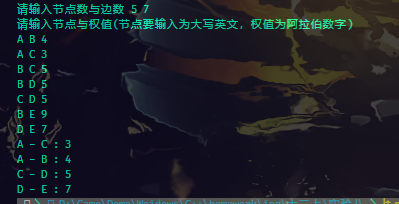 请输入节点数与边数 5 7
请输入节点与权值(节点要输入为大写英文，权值为阿拉伯数字)
A B 4
A C 3
B C 5
B D 5
C D 5
B E 9
D E 7
A - C : 3
A - B : 4
C - D : 5
D - E : 7